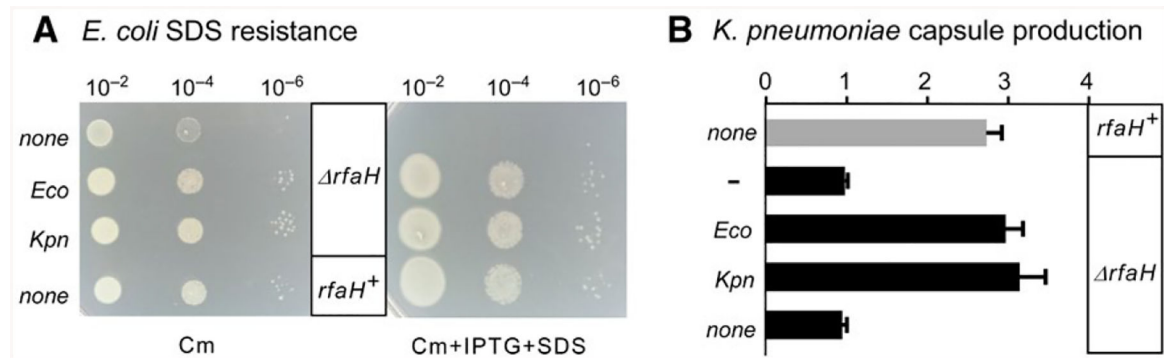 A E. coli SDS resistance
10⁻² 10⁻⁴ 10⁻⁶ 10⁻² 10⁻⁴ 10⁻⁶
none
Eco
Kpn
none
ΔrfaH
rfaH⁺
Cm Cm+IPTG+SDS
B K. pneumoniae capsule production
0 1 2 3 4
none rfaH⁺
–
Eco
Kpn
none
ΔrfaH